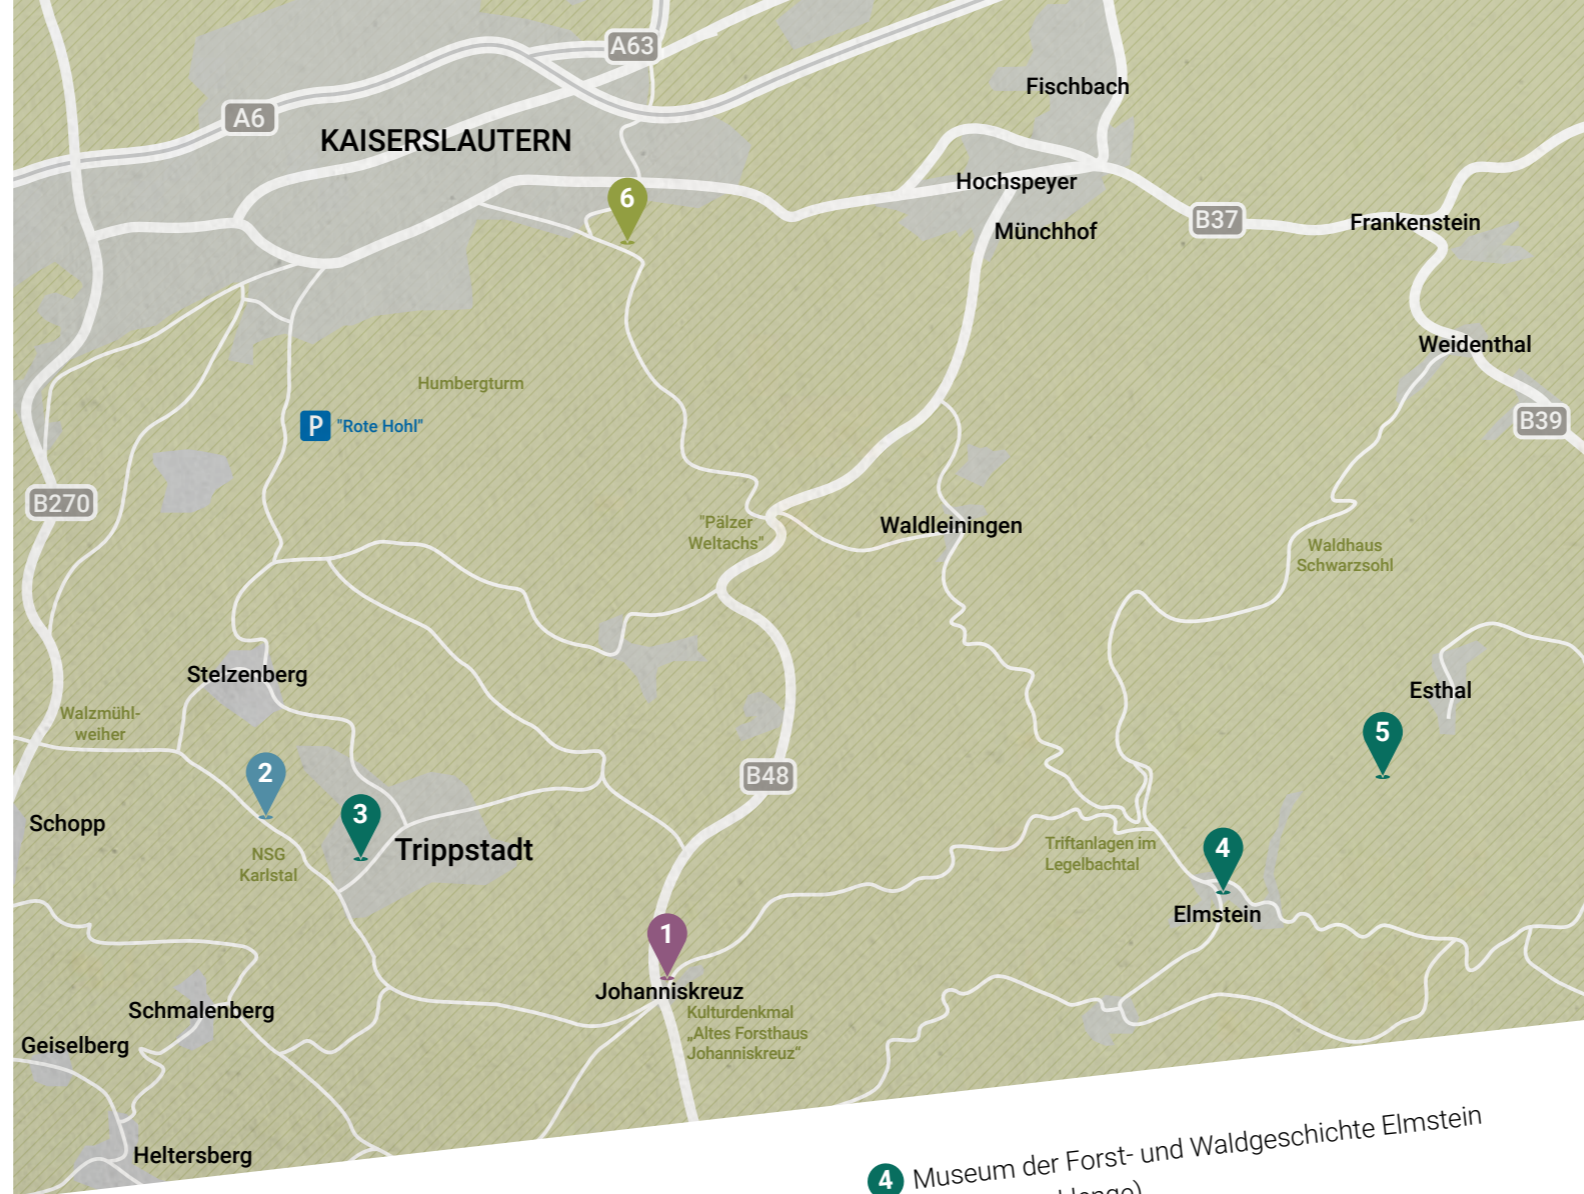 A63
Fischbach
A6
KAISERSLAUTERN
Hochspeyer
6
B37
Frankenstein
Münchhof
Weidenthal
Humbergturm
P "Rote Hohl"
B39
B270
"Pälzer
Weltachs"
Waldleiningen
Waldhaus
Schwarzsohl
Stelzenberg
Esthal
Walzmühl-
weiher
5
2
B48
3
Schopp
Trippstadt
NSG
Karlstal
Triftanlagen im
Legelbachtal
4
Elmstein
1
Johanniskreuz
Schmalenberg
Kulturdenkmal
„Altes Forsthaus
Johanniskreuz“
Geiselberg
Heltersberg
4 Museum der Forst- und Waldgeschichte Elmstein